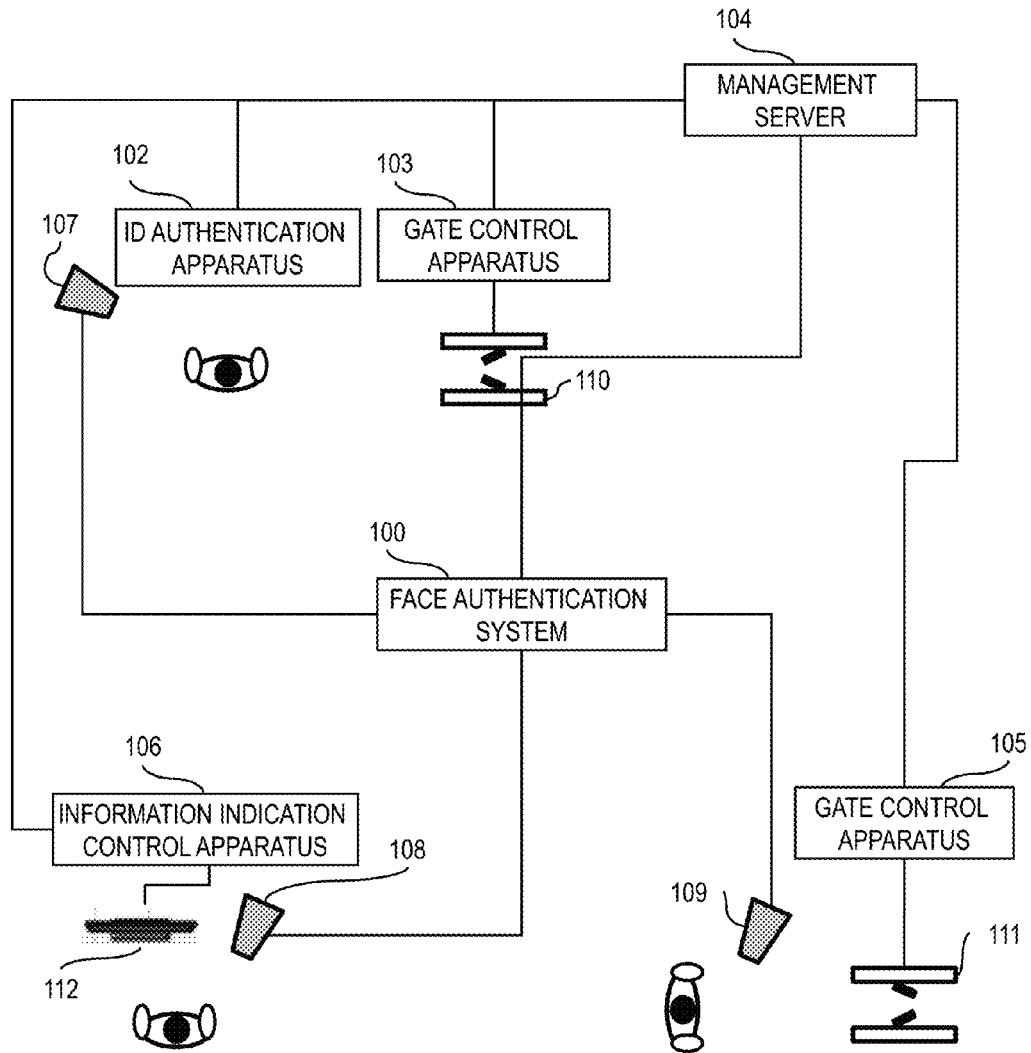 104
MANAGEMENT
SERVER
102
103
107
ID AUTHENTICATION
APPARATUS
GATE CONTROL
APPARATUS
110
100
FACE AUTHENTICATION
SYSTEM
106
105
INFORMATION INDICATION
CONTROL APPARATUS
GATE CONTROL
APPARATUS
108
109
111
112